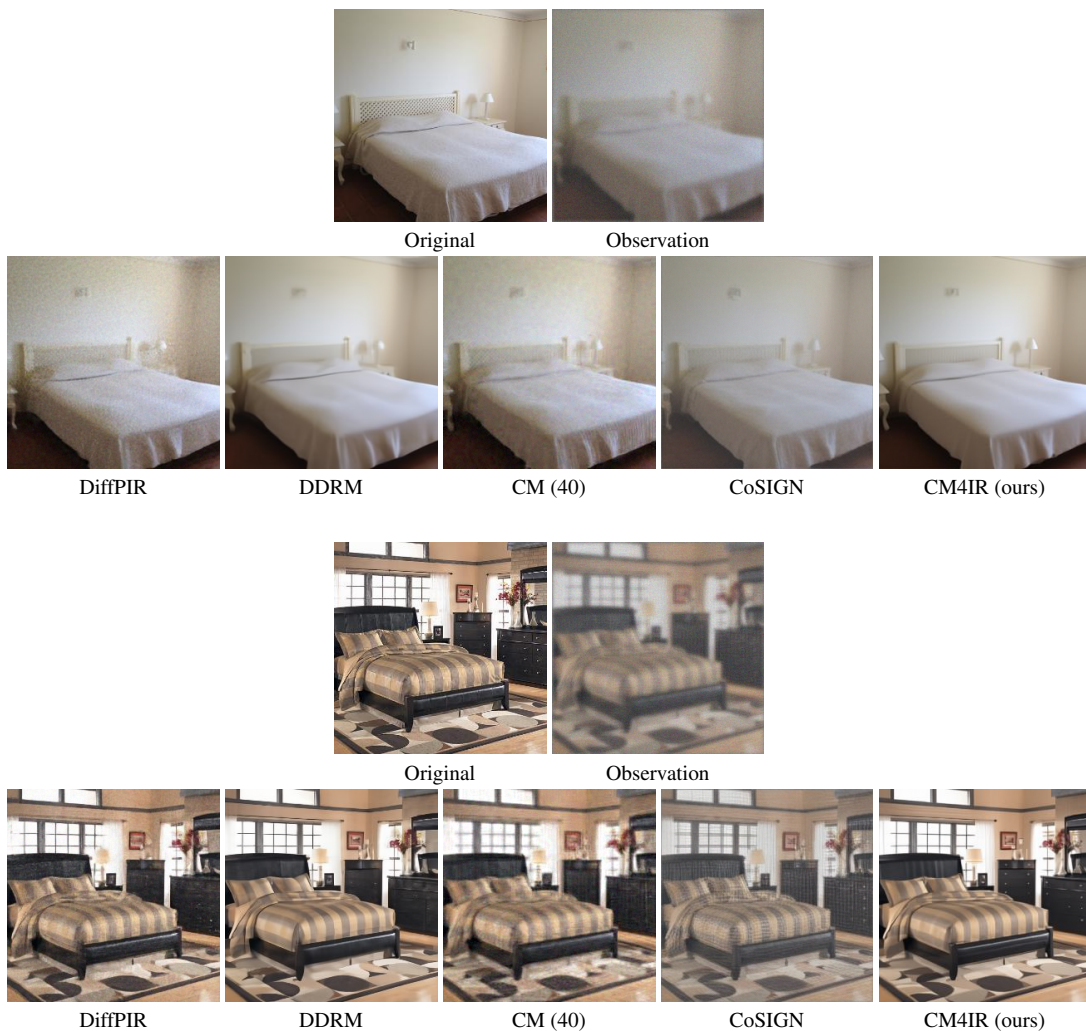 Original Observation
DiffPIR DDRM CM (40) CoSIGN CM4IR (ours)
Original Observation
DiffPIR DDRM CM (40) CoSIGN CM4IR (ours)